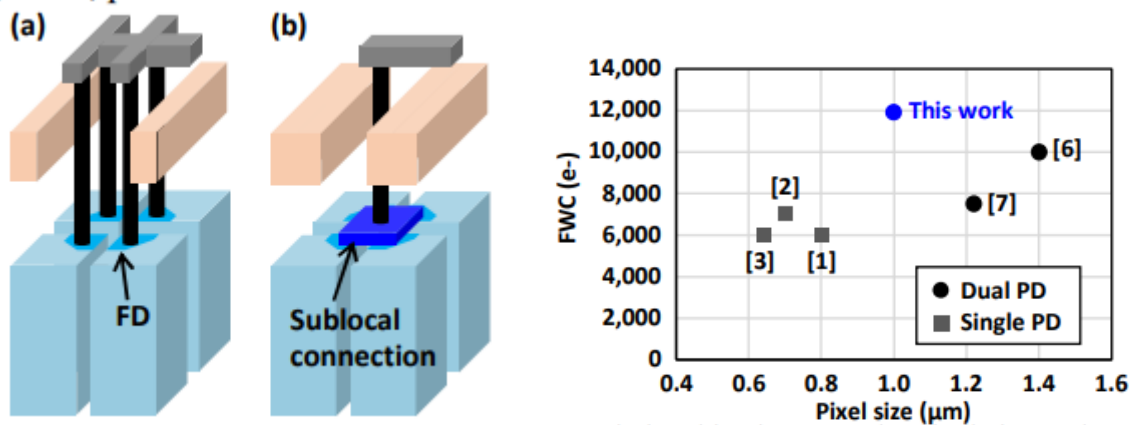 (a)
(b)
FD
Sublocal
connection
FWC (e-)
14,000
12,000
10,000
8,000
6,000
4,000
2,000
0
This work
[6]
[7]
[2]
[3]
[1]
Dual PD
Single PD
0.4 0.6 0.8 1.0 1.2 1.4 1.6
Pixel size (μm)